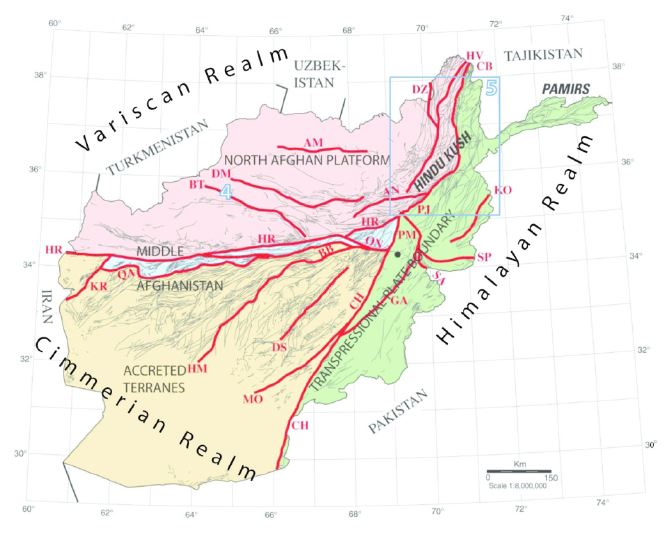 60°
62°
64°
66°
68°
70°
72°
74°
38°
36°
34°
32°
30°
38°
36°
34°
32°
30°
60°
62°
64°
66°
68°
70°
72°
74°
Variscan Realm
UZBEK-
ISTAN
TAJIKISTAN
PAMIRS
TURKMENISTAN
HV
CB
DZ
5
AM
NORTH AFGHAN PLATFORM
HINDU KUSH
DM
BT
4
AN
KO
PJ
HR
PM
HR
HR
MIDDLE
QA
BB
SP
QN
AFGHANISTAN
KR
IRAN
CH
GA
TRANSPRESSIONAL PLATE BOUNDARY
Himalayan Realm
DS
HM
ACCRETED
TERRANES
MO
CH
PAKISTAN
Cimmerian Realm
Km
0 150
Scale 1:8,000,000